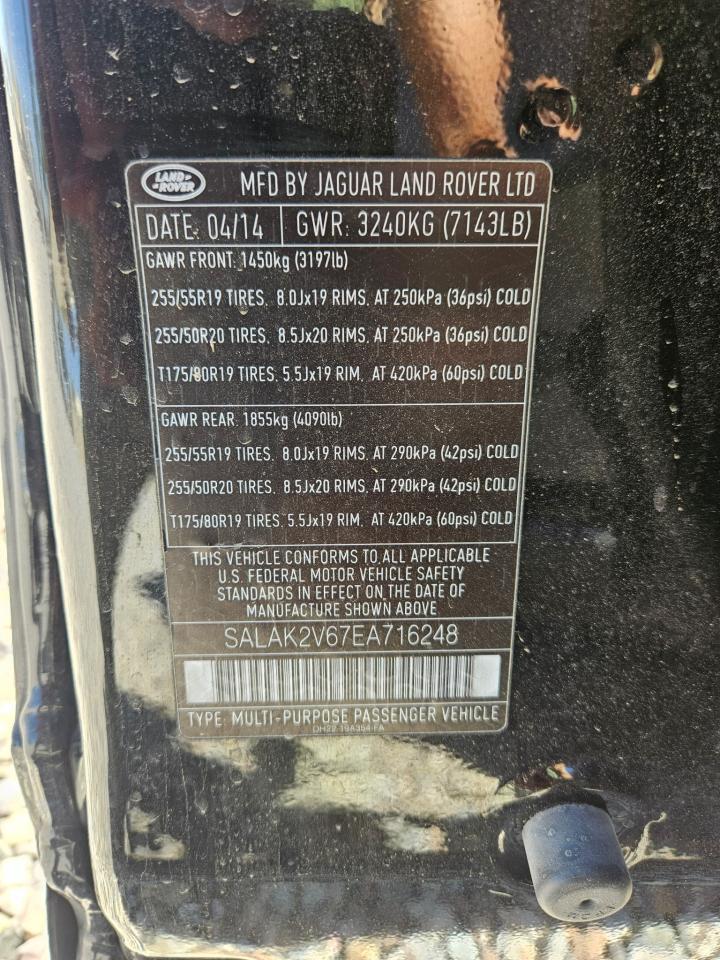 LAND ROVER
MFD BY JAGUAR LAND ROVER LTD
DATE: 04/14 GWR: 3240KG (7143LB)
GAWR FRONT: 1450kg (3197lb)
255/55R19 TIRES, 8.0Jx19 RIMS, AT 250kPa (36psi) COLD
255/50R20 TIRES, 8.5Jx20 RIMS, AT 250kPa (36psi) COLD
T175/80R19 TIRES, 5.5Jx19 RIM, AT 420kPa (60psi) COLD
GAWR REAR: 1855kg (4090lb)
255/55R19 TIRES, 8.0Jx19 RIMS, AT 290kPa (42psi) COLD
255/50R20 TIRES, 8.5Jx20 RIMS, AT 290kPa (42psi) COLD
T175/80R19 TIRES, 5.5Jx19 RIM, AT 420kPa (60psi) COLD
THIS VEHICLE CONFORMS TO ALL APPLICABLE
U.S. FEDERAL MOTOR VEHICLE SAFETY
STANDARDS IN EFFECT ON THE DATE OF
MANUFACTURE SHOWN ABOVE
SALAK2V67EA716248
TYPE: MULTI-PURPOSE PASSENGER VEHICLE